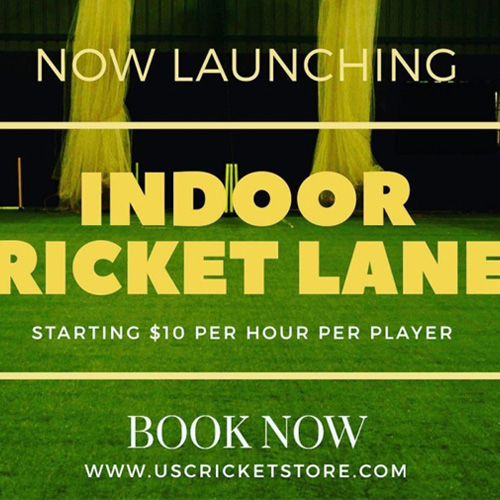 NOW LAUNCHING
INDOOR
RICKET LANE
STARTING $10 PER HOUR PER PLAYER
BOOK NOW
WWW.USCRICKETSTORE.COM